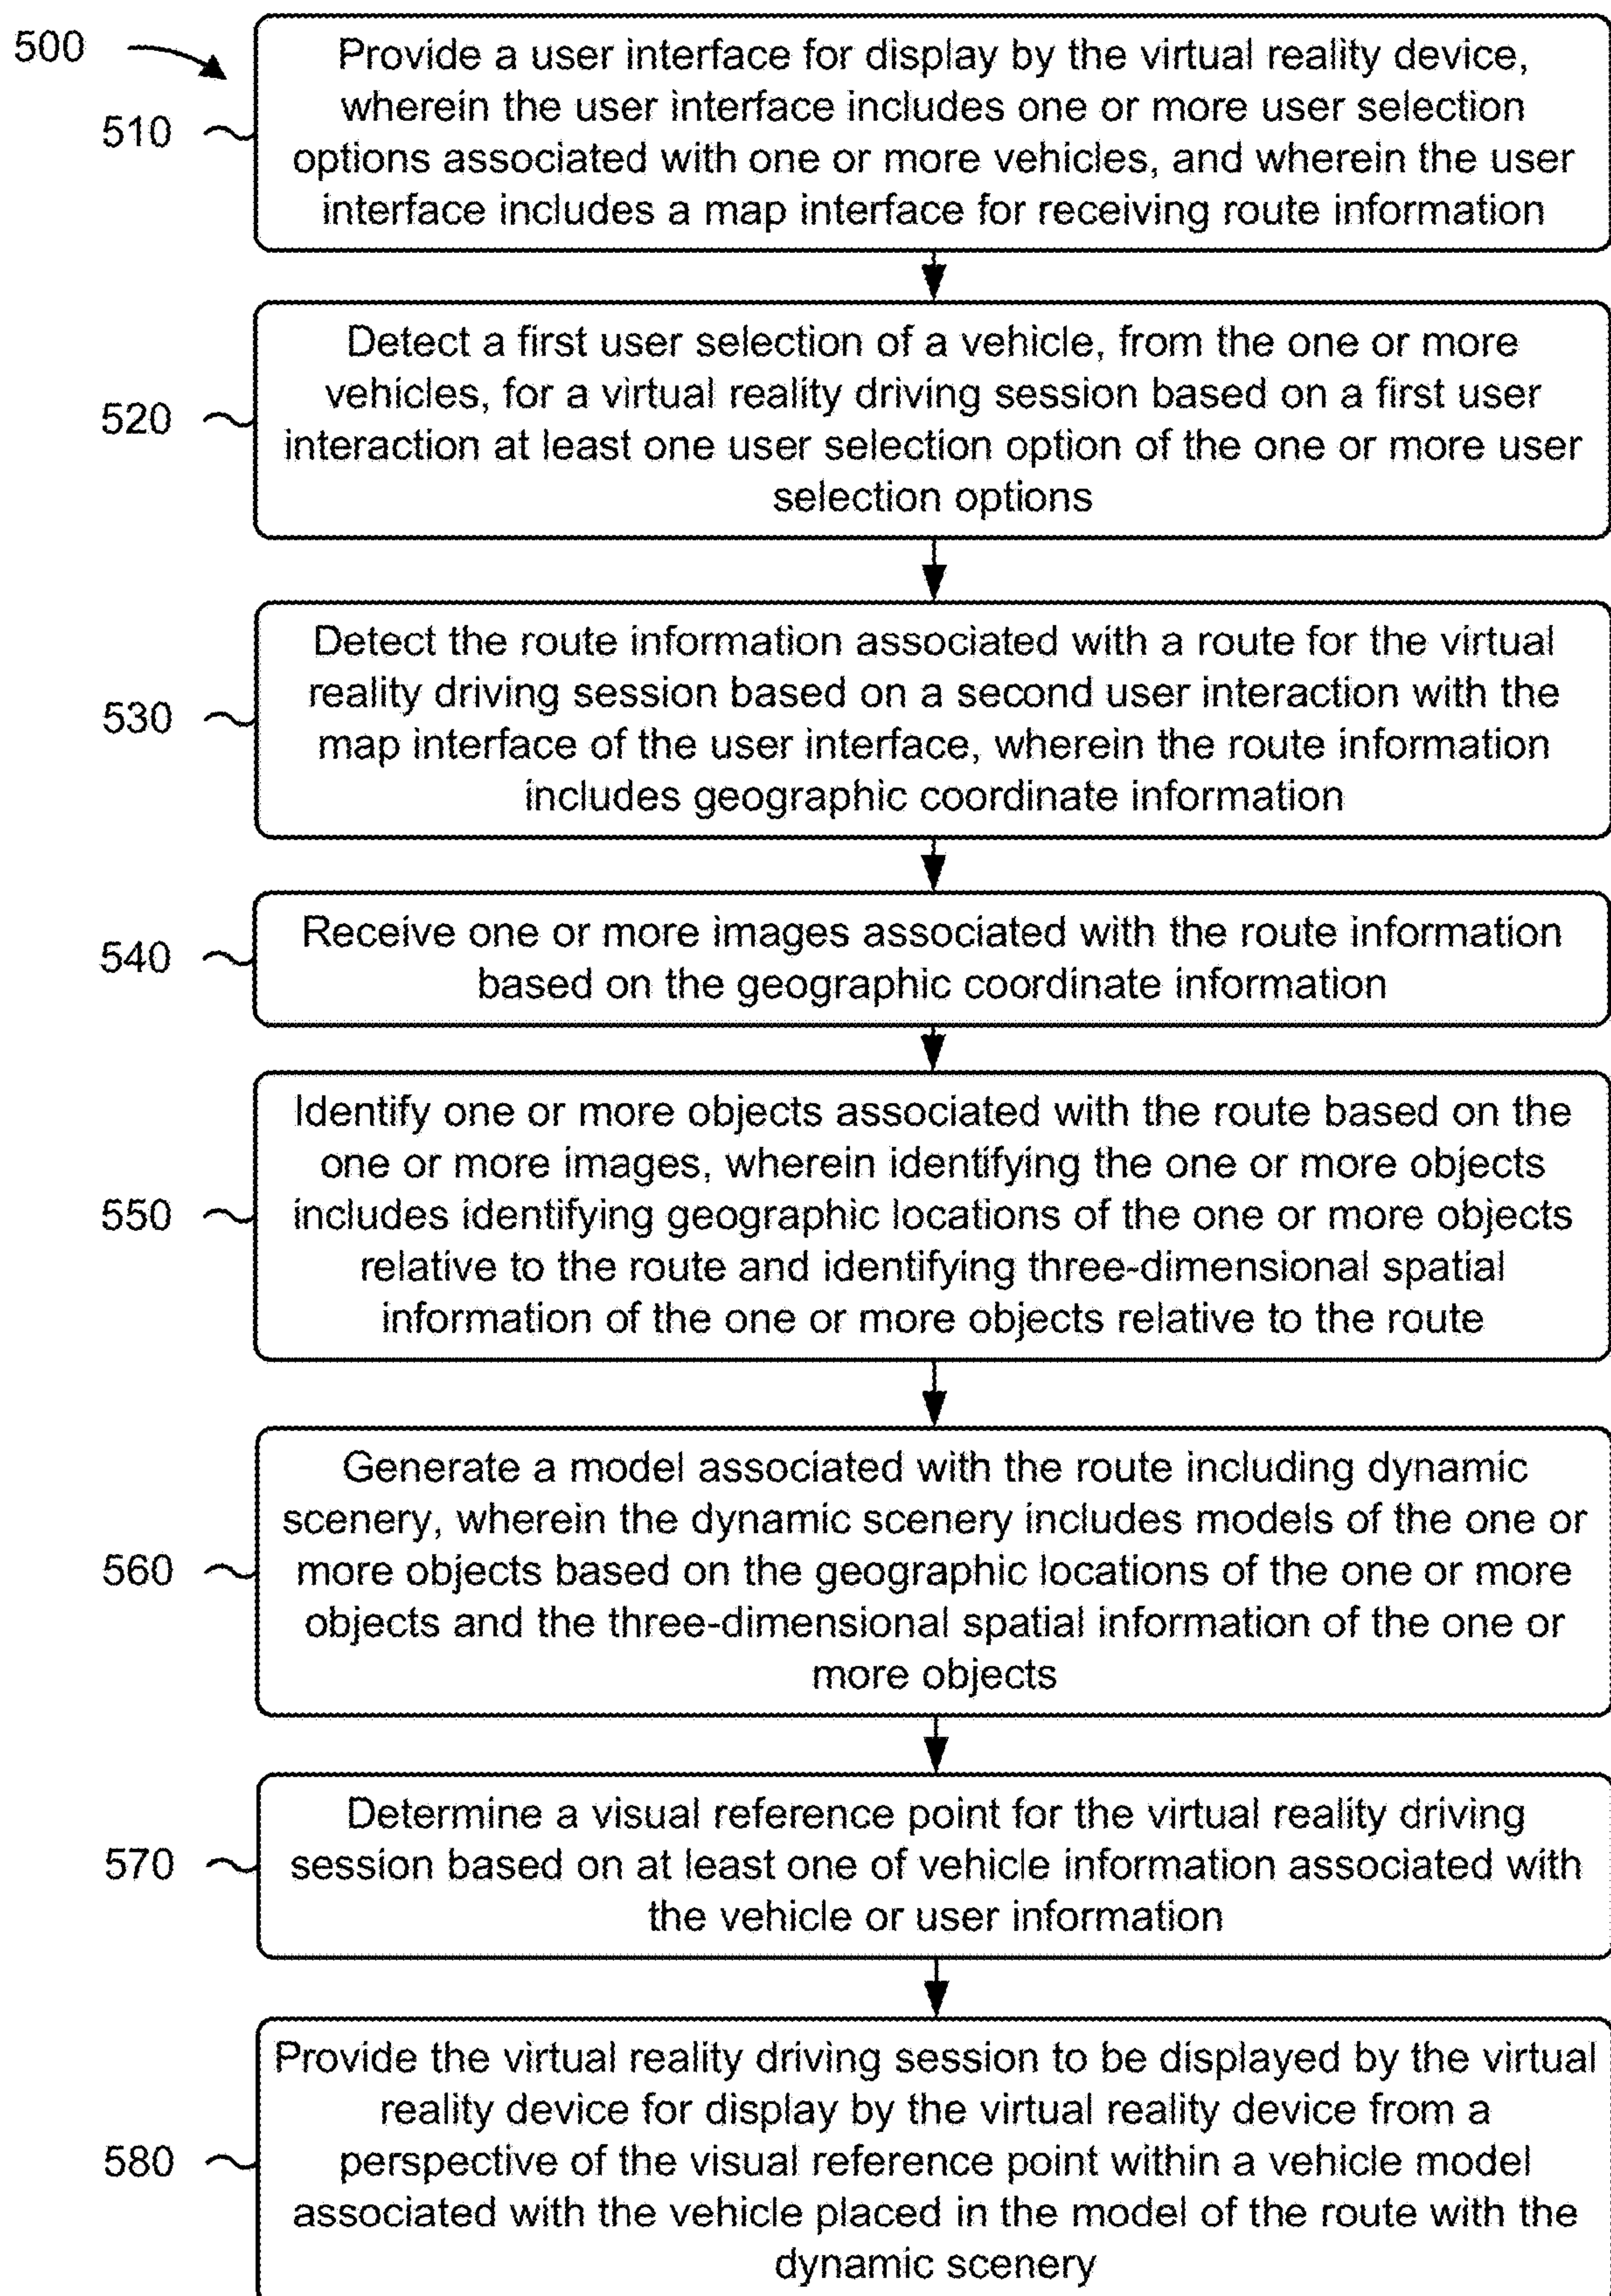 500
Provide a user interface for display by the virtual reality device,
510
wherein the user interface includes one or more user selection
options associated with one or more vehicles, and wherein the user
interface includes a map interface for receiving route information
Detect a first user selection of a vehicle, from the one or more
vehicles, for a virtual reality driving session based on a first user
520
interaction at least one user selection option of the one or more user
selection options
Detect the route information associated with a route for the virtual
reality driving session based on a second user interaction with the
530
map interface of the user interface, wherein the route information
includes geographic coordinate information
Receive one or more images associated with the route information
540
based on the geographic coordinate information
Identify one or more objects associated with the route based on the
one or more images, wherein identifying the one or more objects
550
includes identifying geographic locations of the one or more objects
relative to the route and identifying three-dimensional spatial
information of the one or more objects relative to the route
Generate a model associated with the route including dynamic
scenery, wherein the dynamic scenery includes models of the one or
560
more objects based on the geographic locations of the one or more
objects and the three-dimensional spatial information of the one or
more objects
Determine a visual reference point for the virtual reality driving
570
session based on at least one of vehicle information associated with
the vehicle or user information
Provide the virtual reality driving session to be displayed by the virtual
reality device for display by the virtual reality device from a
580
perspective of the visual reference point within a vehicle model
associated with the vehicle placed in the model of the route with the
dynamic scenery